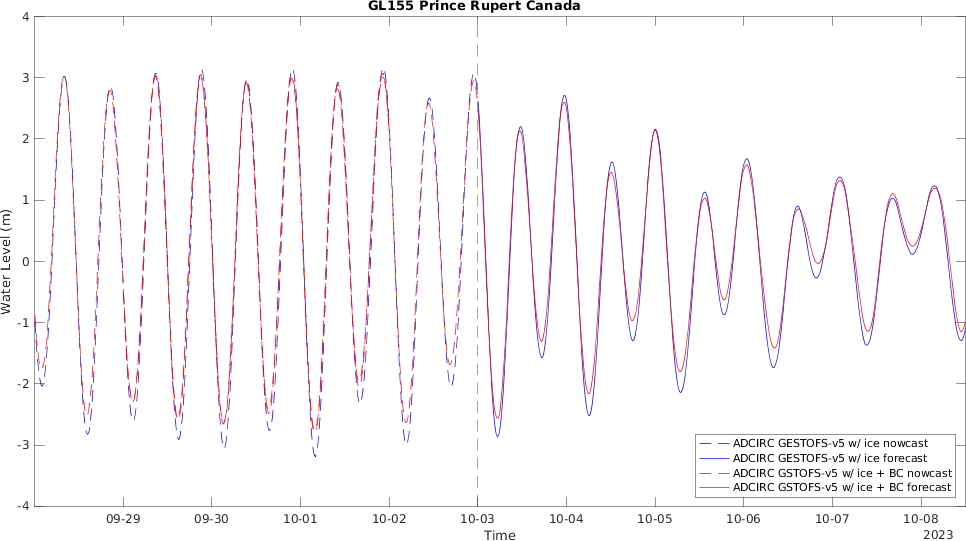 GL155 Prince Rupert Canada
4
3
2
1
0
-1
-2
-3
-4
Water Level (m)
ADCIRC GESTOFS-v5 w/ ice nowcast
ADCIRC GESTOFS-v5 w/ ice forecast
ADCIRC GSTOFS-v5 w/ ice + BC nowcast
ADCIRC GSTOFS-v5 w/ ice + BC forecast
09-29 09-30 10-01 10-02 10-03 10-04 10-05 10-06 10-07 10-08
Time
2023